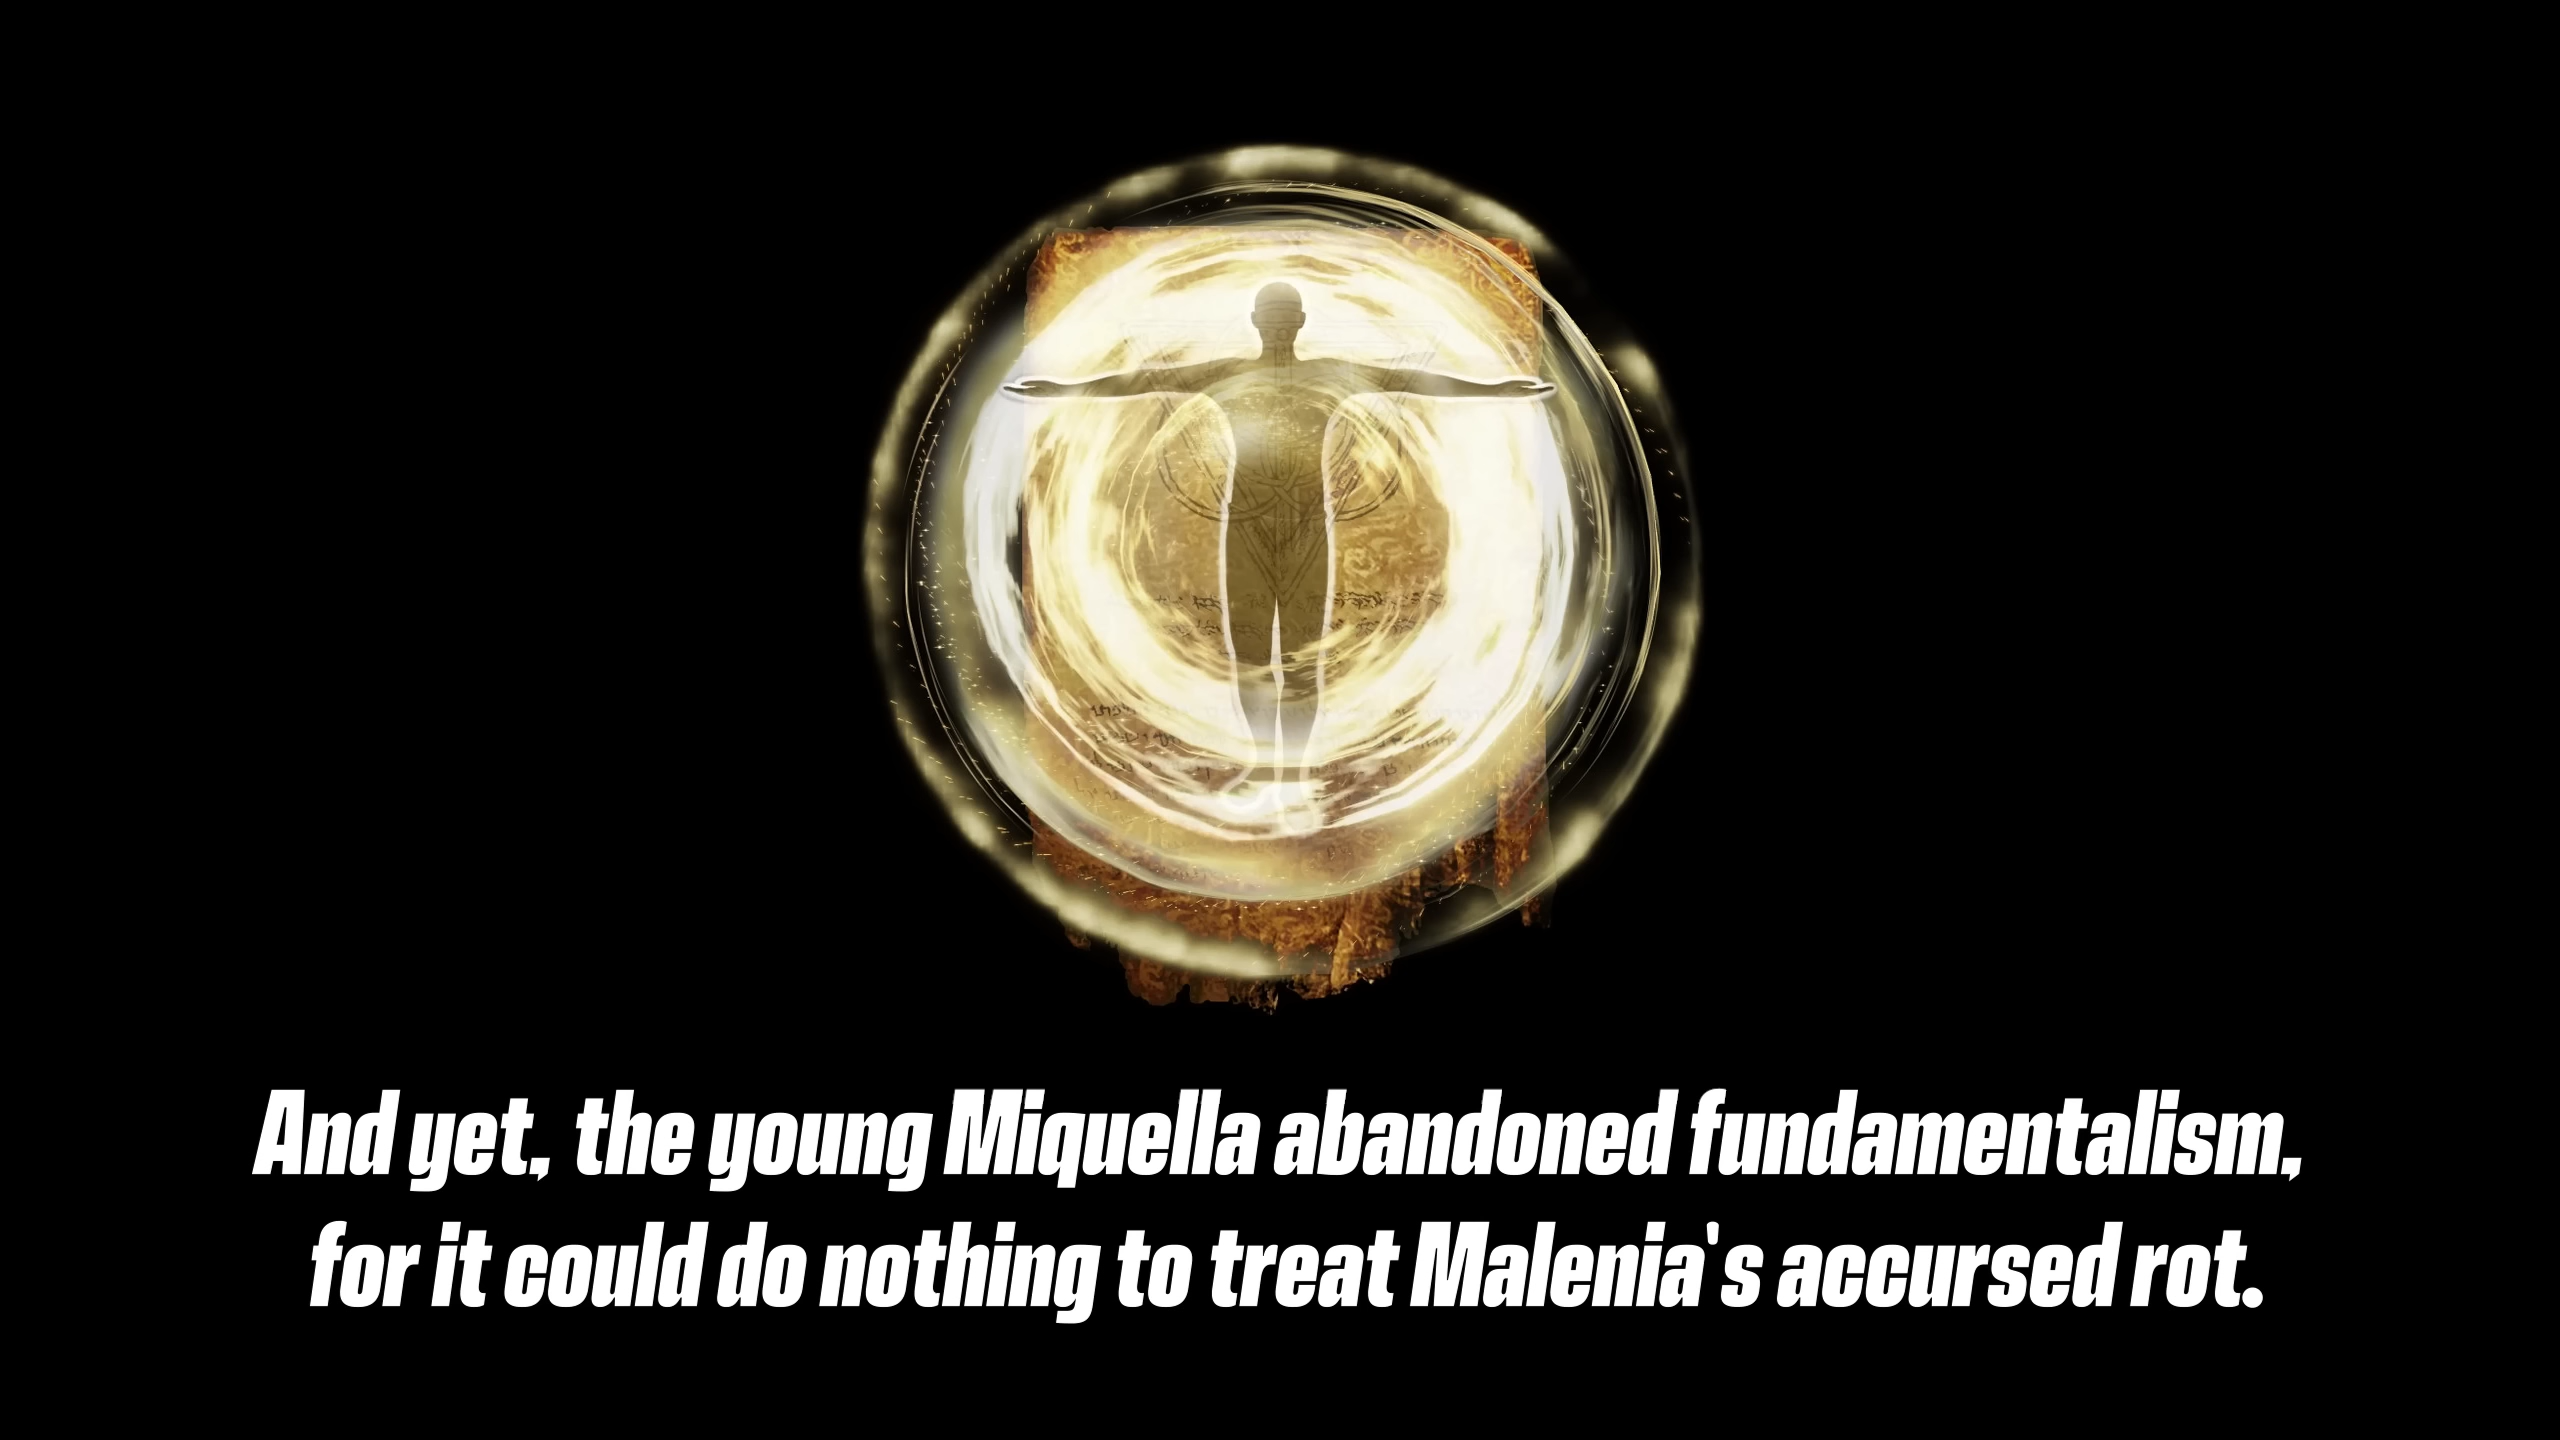 And yet, the young Miquella abandoned fundamentalism,
for it could do nothing to treat Malenia's accursed rot.